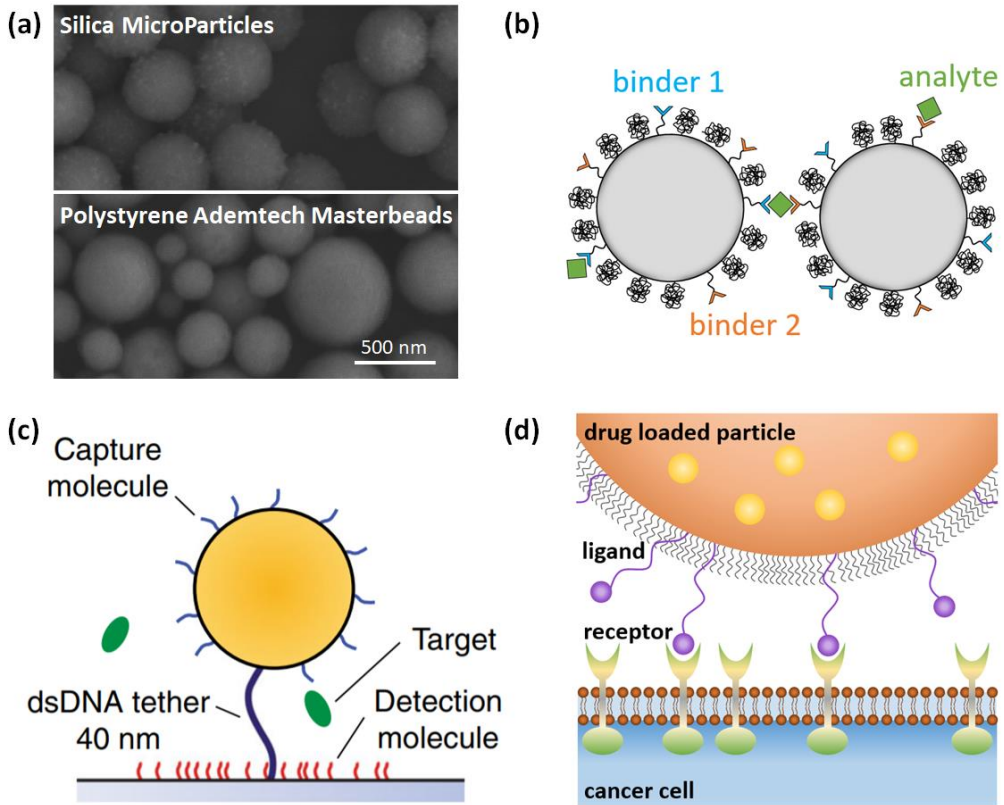 (a)
Silica MicroParticles
Polystyrene Ademtech Masterbeads
500 nm
(b)
binder 1
analyte
binder 2
(c)
Capture
molecule
Target
dsDNA tether
40 nm
Detection
molecule
(d)
drug loaded particle
ligand
receptor
cancer cell